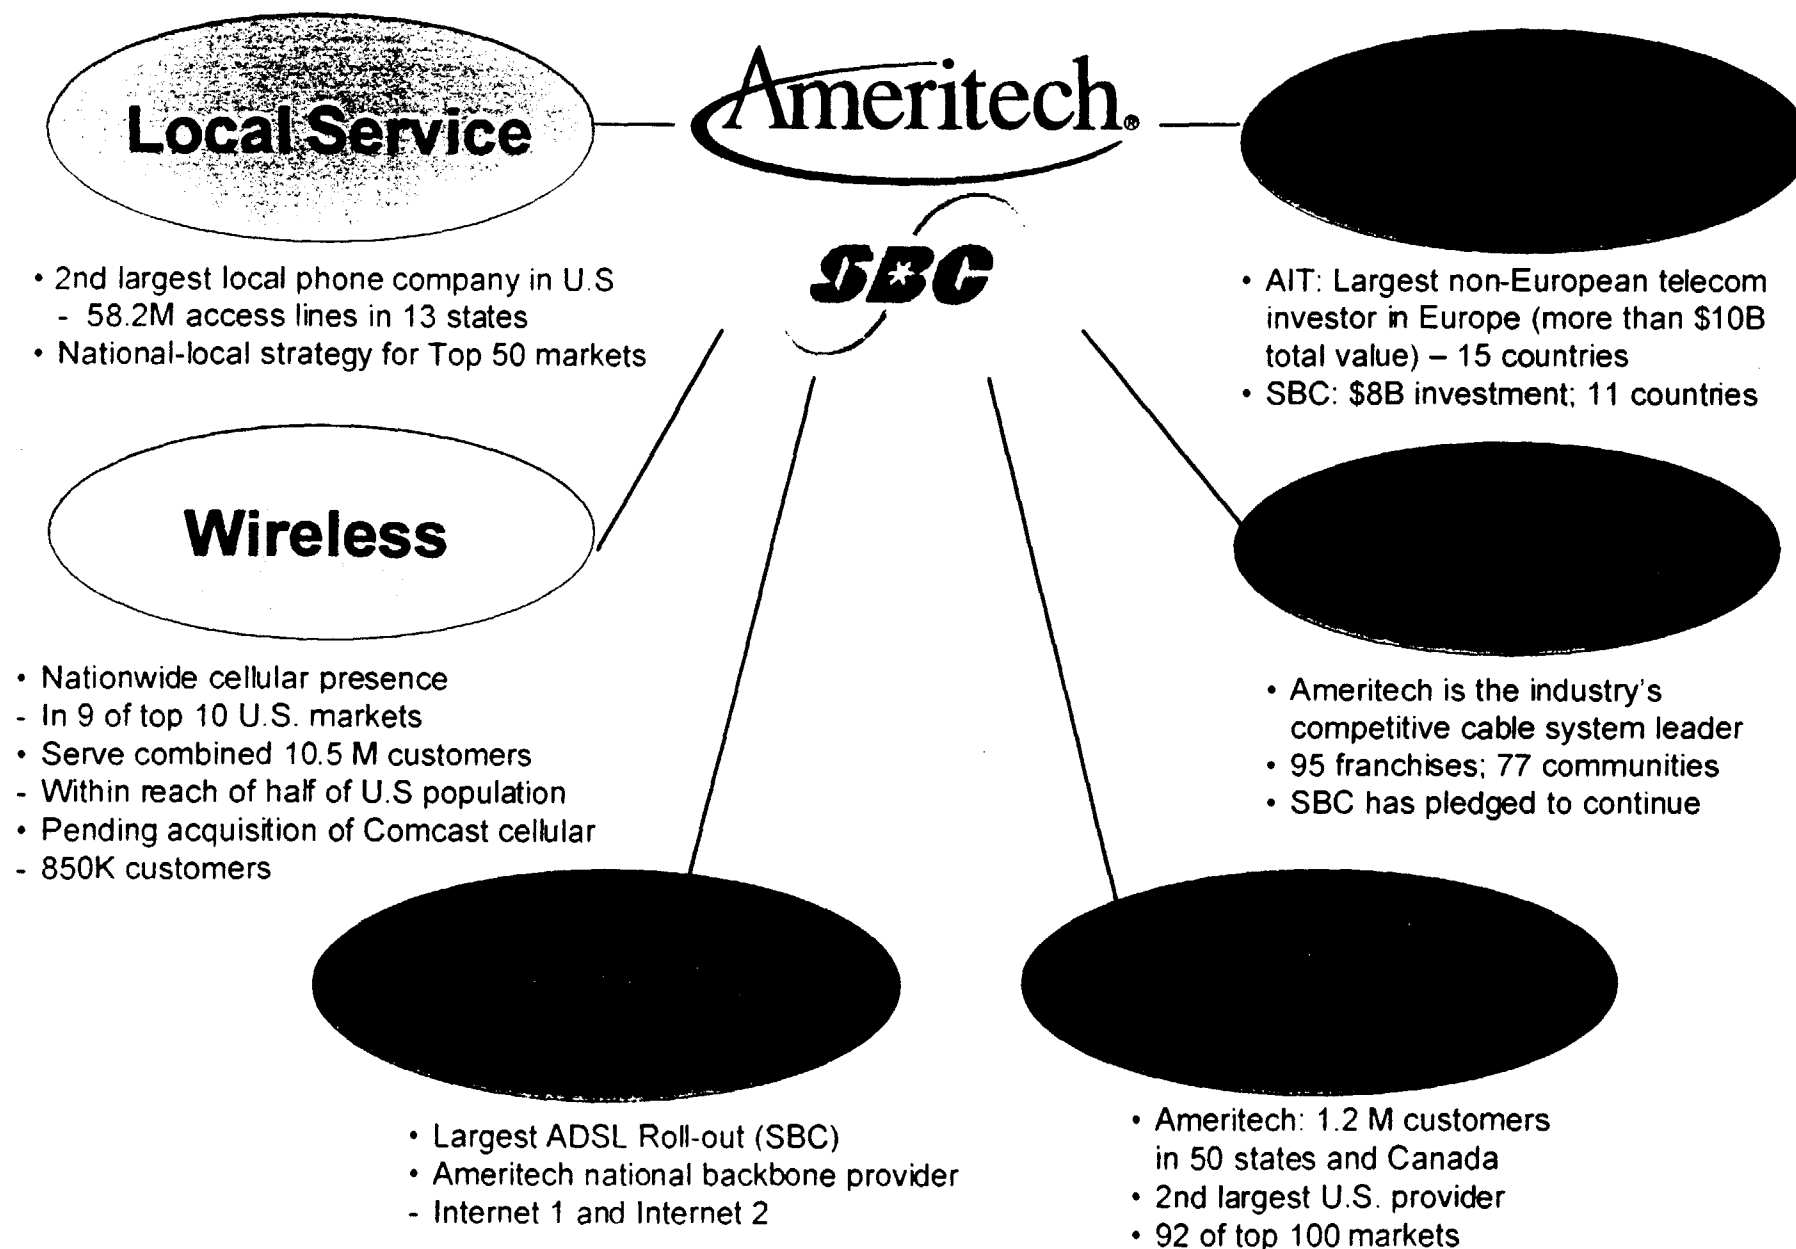 Local Service
Ameritech®
SBC
• 2nd largest local phone company in U.S
- 58.2M access lines in 13 states
• National-local strategy for Top 50 markets
• AIT: Largest non-European telecom
investor in Europe (more than $10B
total value) – 15 countries
• SBC: $8B investment; 11 countries
Wireless
• Nationwide cellular presence
- In 9 of top 10 U.S. markets
• Serve combined 10.5 M customers
- Within reach of half of U.S population
• Pending acquisition of Comcast cellular
- 850K customers
• Ameritech is the industry's
competitive cable system leader
• 95 franchises; 77 communities
• SBC has pledged to continue
• Largest ADSL Roll-out (SBC)
• Ameritech national backbone provider
- Internet 1 and Internet 2
• Ameritech: 1.2 M customers
in 50 states and Canada
• 2nd largest U.S. provider
• 92 of top 100 markets